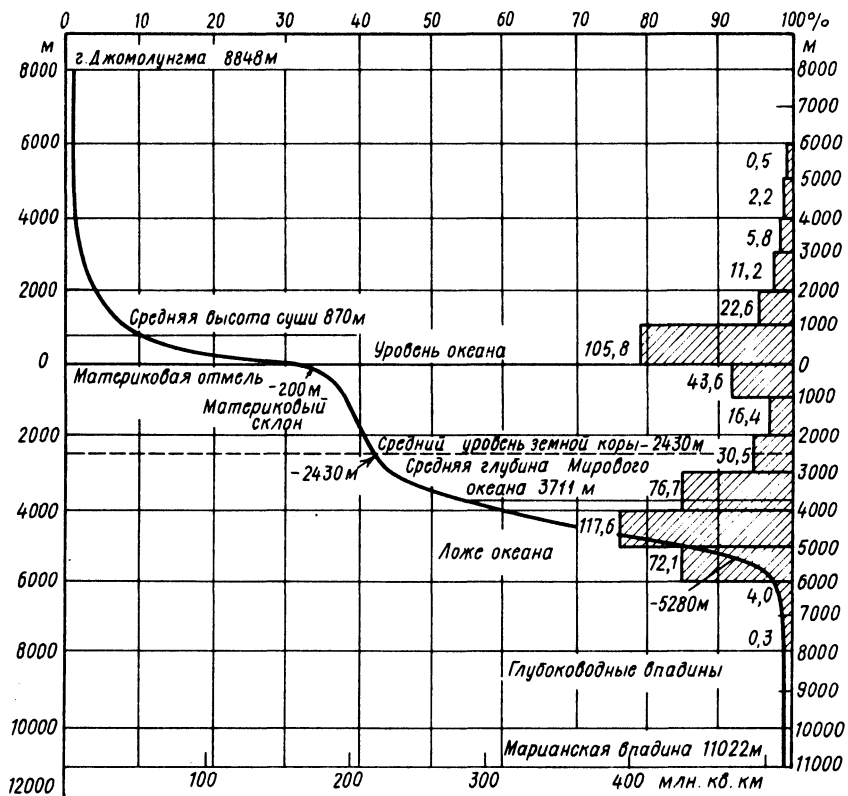 0 10 20 30 40 50 60 70 80 90 100%
м м
8000 г. Джомолунгма 8848м 8000
7000
6000 6000
0,5
5000
2,2
4000 4000
5,8
3000
11,2
2000 2000
Средняя высота суши 870м 22,6
1000
Уровень океана 105,8
0 0
Материковая отмель -200м 43,6
1000
Материковый 16,4
склон
2000 2000
Средний уровень земной коры-2430м 30,5
-2430м Средняя глубина Мирового 3000
океана 3711 м 76,7
4000 4000
117,6
Ложе океана 5000
72,1
6000 6000
-5280м 4,0
7000
0,3
8000 8000
Глубоководные впадины
9000
10000 10000
Марианская впадина 11022м 11000
12000 100 200 300 400 млн. кв. км